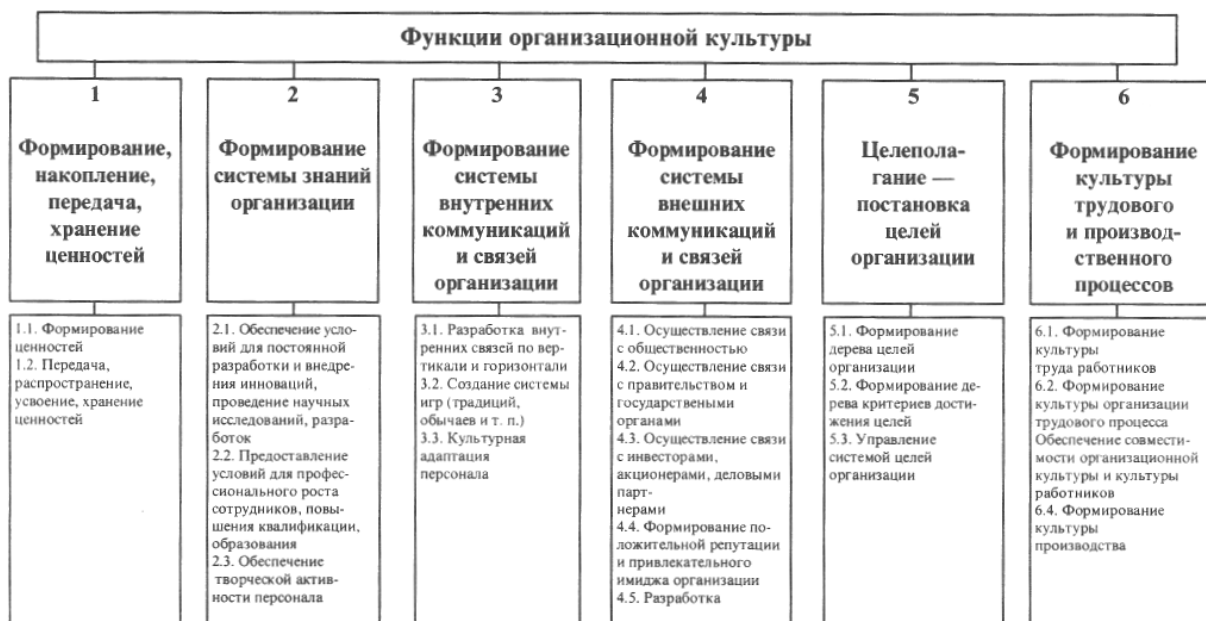 Функции организационной культуры
1
Формирование,
накопление,
передача,
хранение
ценностей
2
Формирование
системы знаний
организации
3
Формирование
системы
внутренних
коммуникаций
и связей
организации
4
Формирование
системы
внешних
коммуникаций
и связей
организации
5
Целепола-
гание —
постановка
целей
организации
6
Формирование
культуры
трудового
и производ-
ственного
процессов
1.1. Формирование
ценностей
1.2. Передача,
распространение,
усвоение, хранение
ценностей
2.1. Обеспечение усло-
вий для постоянной
разработки и внедре-
ния инноваций,
проведение научных
исследований, разра-
боток
2.2. Предоставление
условий для профес-
сионального роста
сотрудников, повы-
шения квалификации,
образования
2.3. Обеспечение
творческой актив-
ности персонала
3.1. Разработка внут-
ренних связей по вер-
тикали и горизонтали
3.2. Создание системы
игр (традиций,
обычаев и т. п.)
3.3. Культурная
адаптация
персонала
4.1. Осуществление связи
с общественностью
4.2. Осуществление связи
с правительством и
государствеными
органами
4.3. Осуществление связи
с инвесторами,
акционерами, деловыми
парт-
нерами
4.4. Формирование по-
ложительной репутации
и привлекательного
имиджа организации
4.5. Разработка
5.1. Формирование
дерева целей
организации
5.2. Формирование де-
рева критериев дости-
жения целей
5.3. Управление
системой целей
организации
6.1. Формирование
культуры
труда работников
6.2. Формирование
культуры организации
трудового процесса
Обеспечение совмести-
мости организационной
культуры и культуры
работников
6.4. Формирование
культуры
производства